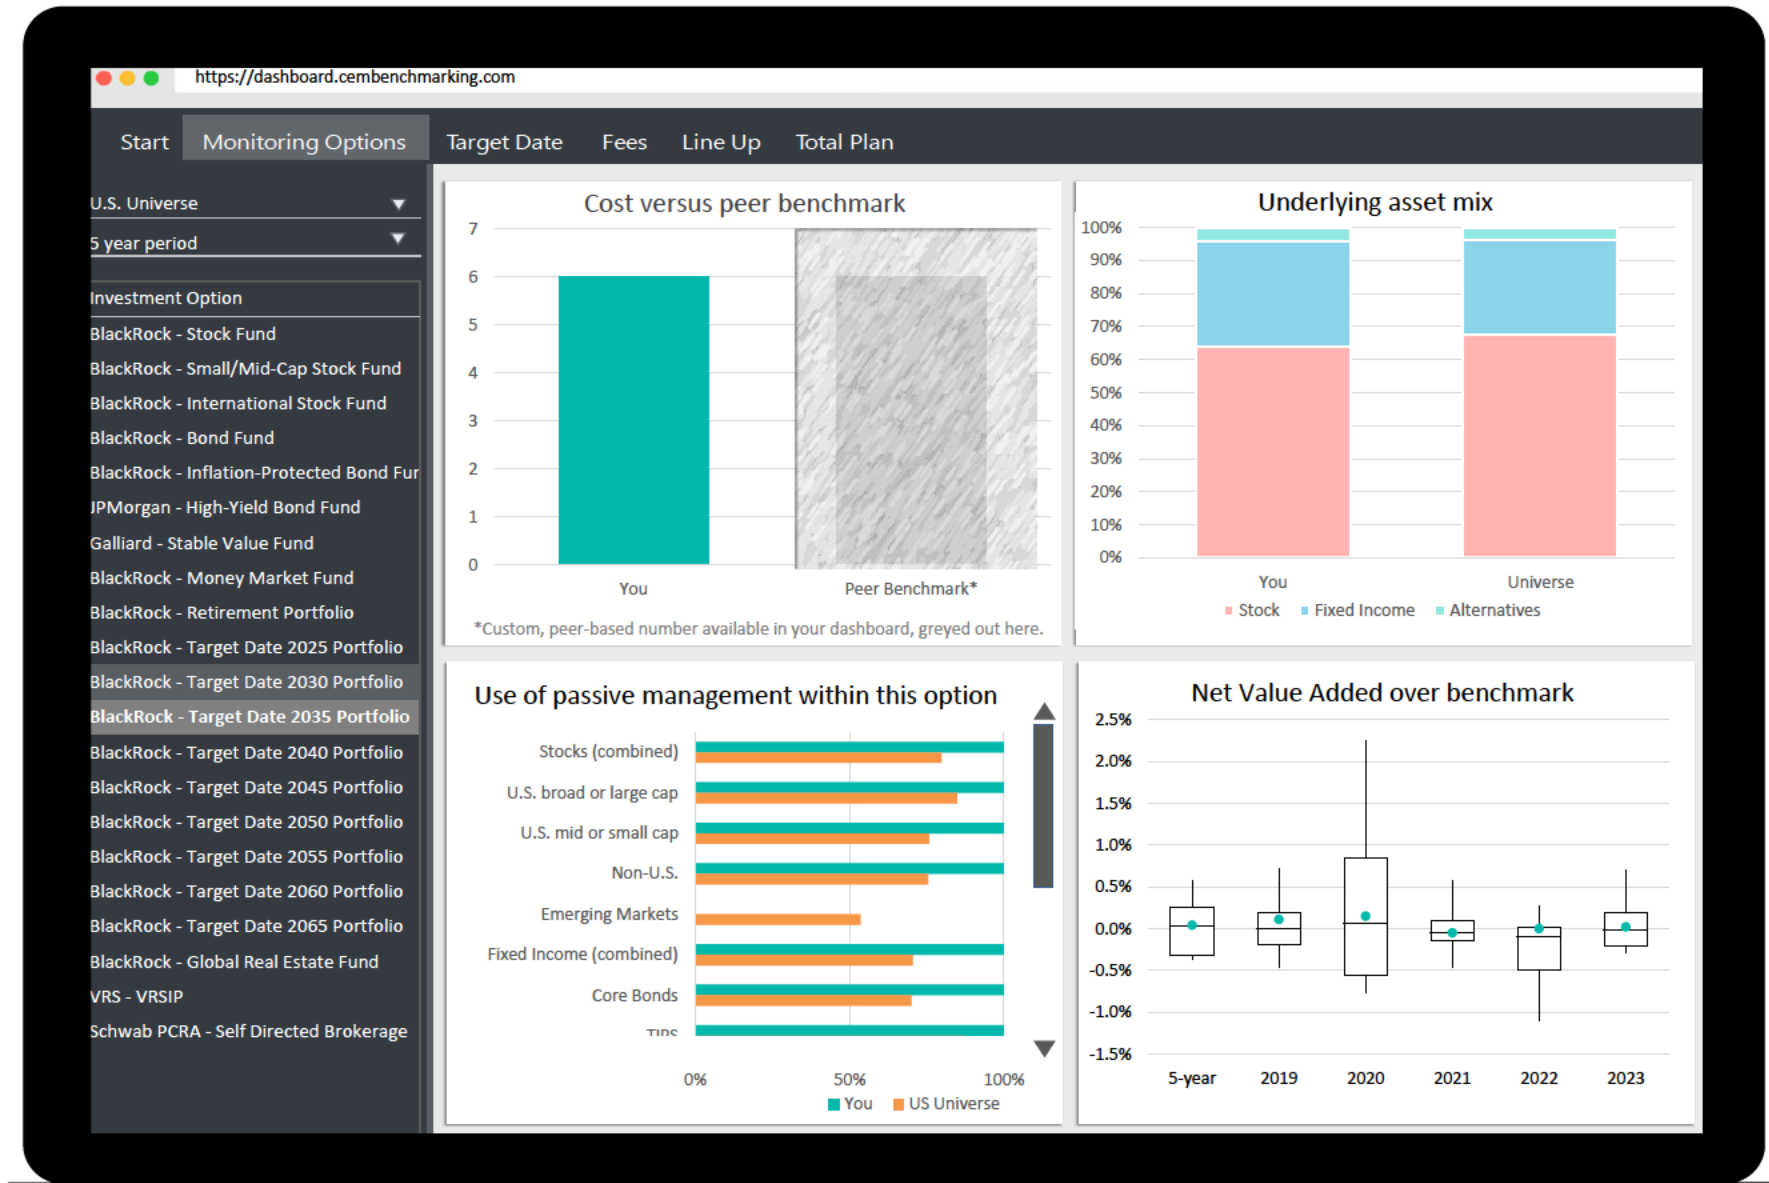 https://dashboard.cembenchmarking.com
Start Monitoring Options Target Date Fees Line Up Total Plan
U.S. Universe
5 year period
Investment Option
BlackRock - Stock Fund
BlackRock - Small/Mid-Cap Stock Fund
BlackRock - International Stock Fund
BlackRock - Bond Fund
BlackRock - Inflation-Protected Bond Fur
JPMorgan - High-Yield Bond Fund
Galliard - Stable Value Fund
BlackRock - Money Market Fund
BlackRock - Retirement Portfolio
BlackRock - Target Date 2025 Portfolio
BlackRock - Target Date 2030 Portfolio
BlackRock - Target Date 2035 Portfolio
BlackRock - Target Date 2040 Portfolio
BlackRock - Target Date 2045 Portfolio
BlackRock - Target Date 2050 Portfolio
BlackRock - Target Date 2055 Portfolio
BlackRock - Target Date 2060 Portfolio
BlackRock - Target Date 2065 Portfolio
BlackRock - Global Real Estate Fund
VRS - VRSIP
Schwab PCRA - Self Directed Brokerage
Cost versus peer benchmark
7
6
5
4
3
2
1
0
You Peer Benchmark*
*Custom, peer-based number available in your dashboard, greyed out here.
Underlying asset mix
100%
90%
80%
70%
60%
50%
40%
30%
20%
10%
0%
You Universe
Stock Fixed Income Alternatives
Use of passive management within this option
Stocks (combined)
U.S. broad or large cap
U.S. mid or small cap
Non-U.S.
Emerging Markets
Fixed Income (combined)
Core Bonds
TIPS
0% 50% 100%
You US Universe
Net Value Added over benchmark
2.5%
2.0%
1.5%
1.0%
0.5%
0.0%
-0.5%
-1.0%
-1.5%
5-year 2019 2020 2021 2022 2023